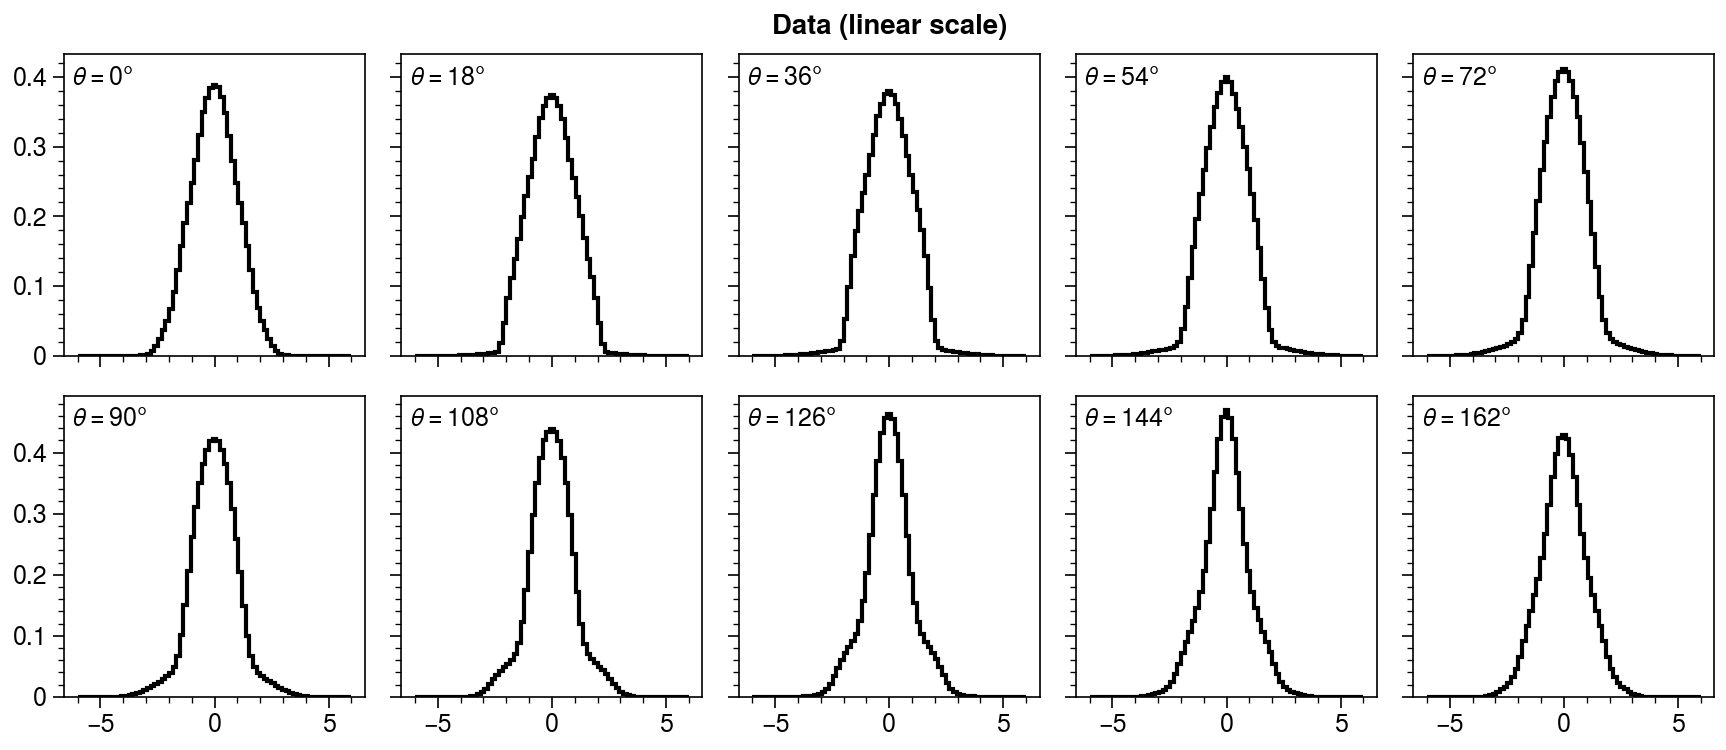 Data (linear scale)
θ = 0°
θ = 18°
θ = 36°
θ = 54°
θ = 72°
0.4
0.3
0.2
0.1
0
θ = 90°
θ = 108°
θ = 126°
θ = 144°
θ = 162°
0.4
0.3
0.2
0.1
0
−5 0 5 −5 0 5 −5 0 5 −5 0 5 −5 0 5